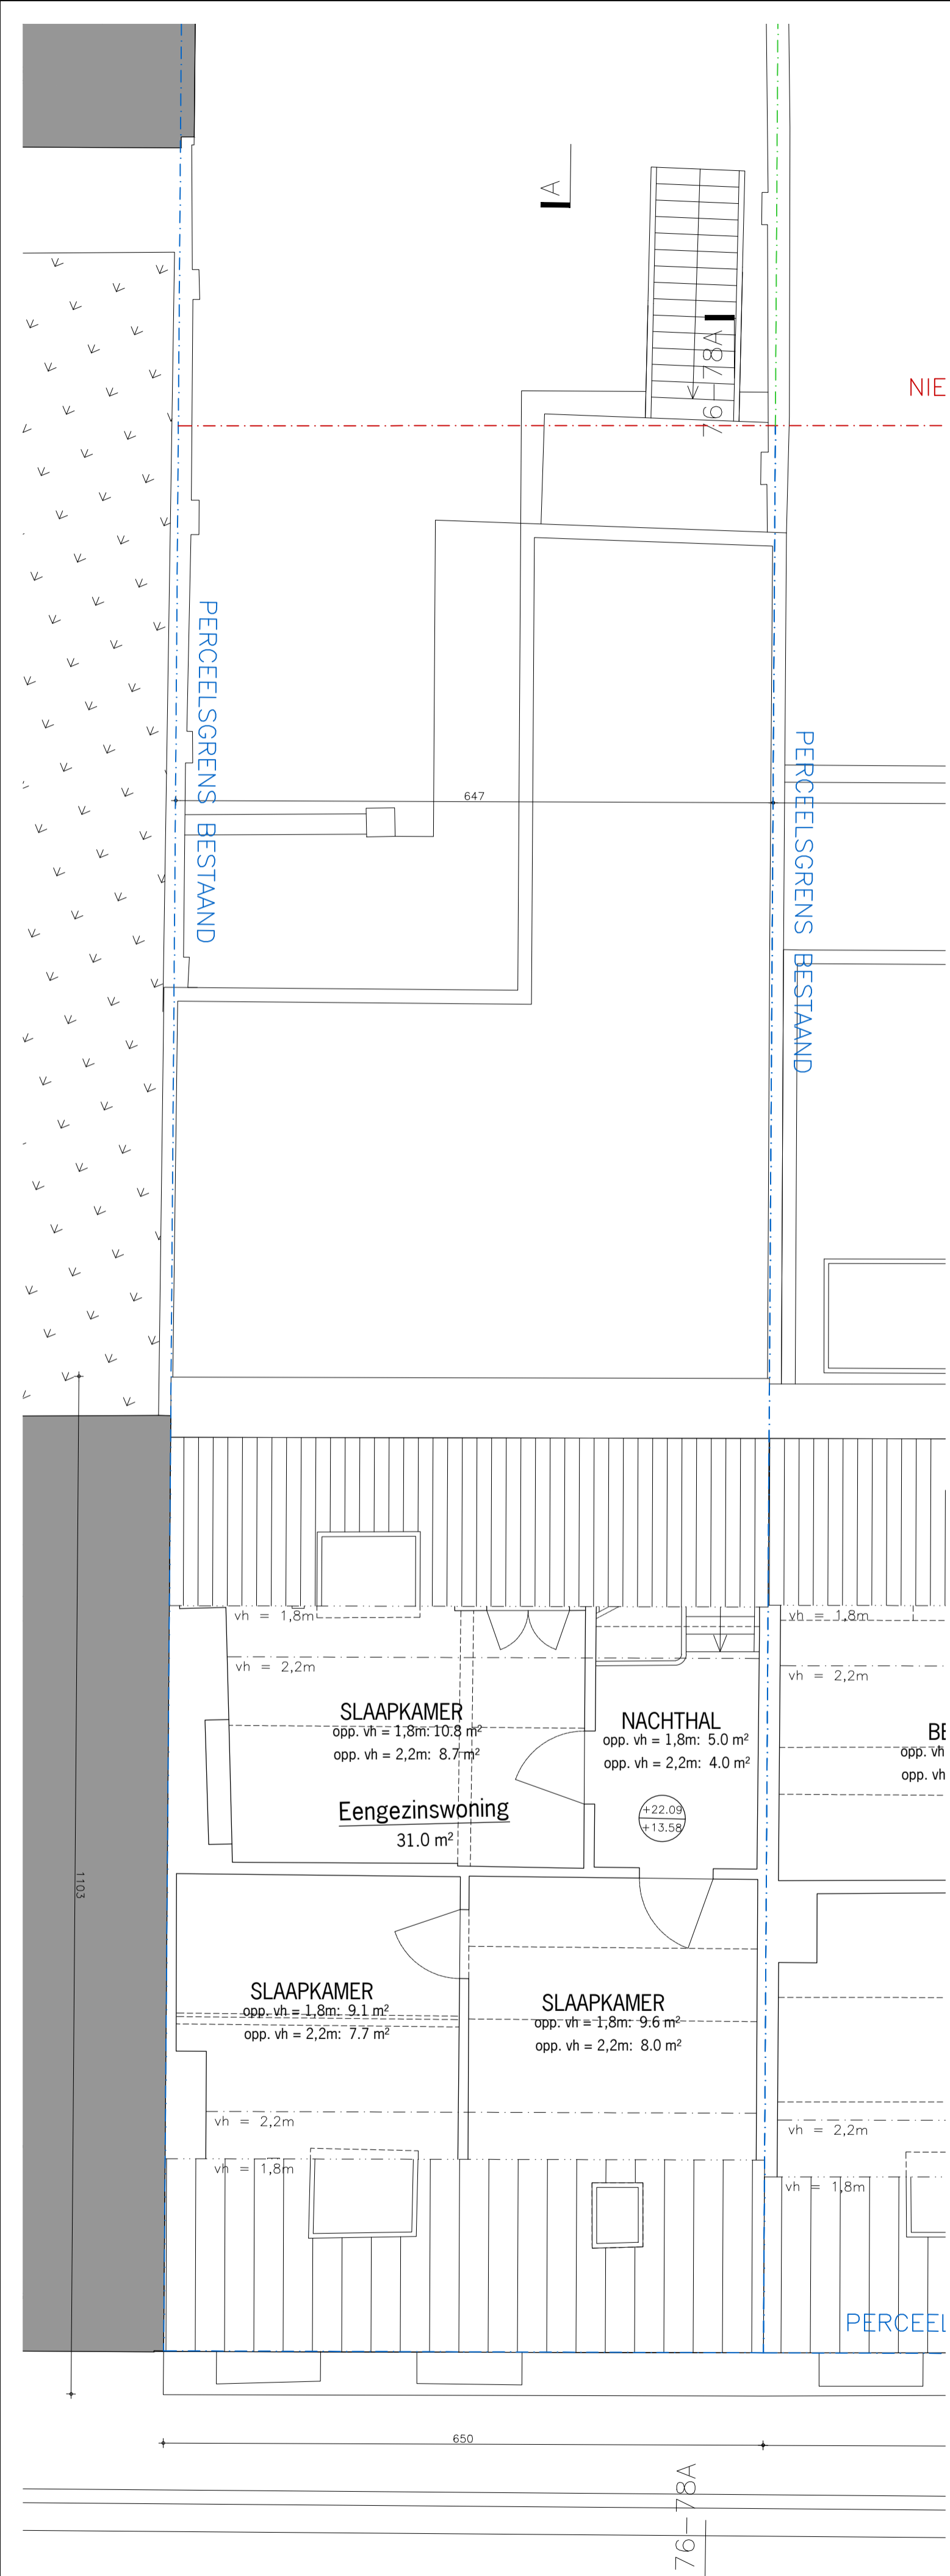 A
76-78A
NIE
PERCEELSGRENS BESTAAND
647
PERCEELSGRENS BESTAAND
vh = 1,8m
vh = 1,8m
vh = 2,2m
vh = 2,2m
SLAAPKAMER
opp. vh = 1,8m: 10.8 m²
opp. vh = 2,2m: 8.7 m²
NACHTHAL
opp. vh = 1,8m: 5.0 m²
opp. vh = 2,2m: 4.0 m²
BE
opp. vh
opp. vh
Eengezinswoning
31.0 m²
+22.09
+13.58
1103
SLAAPKAMER
opp. vh = 1,8m: 9.1 m²
opp. vh = 2,2m: 7.7 m²
SLAAPKAMER
opp. vh = 1,8m: 9.6 m²
opp. vh = 2,2m: 8.0 m²
vh = 2,2m
vh = 2,2m
vh = 1,8m
vh = 1,8m
PERCEEL
650
76-78A